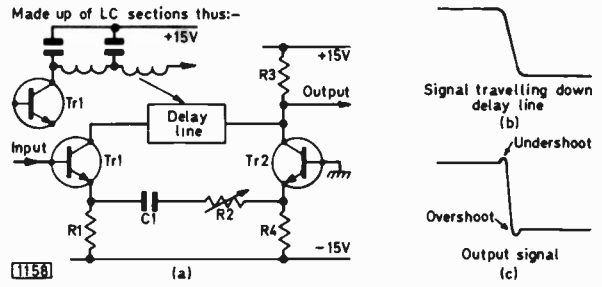 Made up of LC sections thus:-
+15V
Tr1
+15V
R3
Output
Delay
line
Input
Tr1
Tr2
C1
R2
R1
R4
-15V
1158
(a)
Signal travelling down
delay line
(b)
Undershoot
Overshoot
Output signal
(c)